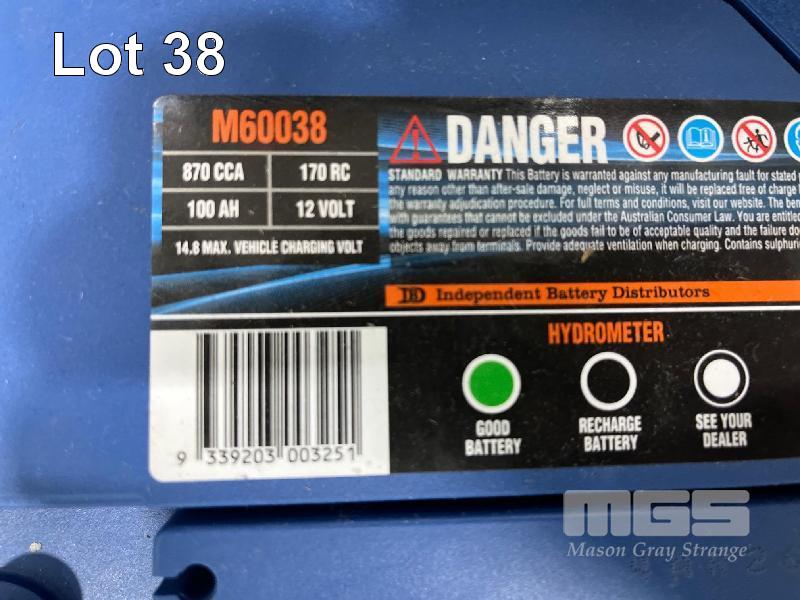 Lot 38
M60038
870 CCA
170 RC
100 AH
12 VOLT
14.8 MAX. VEHICLE CHARGING VOLT
DANGER
STANDARD WARRANTY This Battery is warranted against any manufacturing fault for stated
any reason other than after-sale damage, neglect or misuse, it will be replaced free of charge
the warranty adjudication procedure. For full terms and conditions, visit our website. The
with guarantees that cannot be excluded under the Australian Consumer Law. You are entitled
the goods repaired or replaced if the goods fail to be of acceptable quality and the failure
objects away from terminals. Provide adequate ventilation when charging. Contains
IBD Independent Battery Distributors
HYDROMETER
GOOD
BATTERY
RECHARGE
BATTERY
SEE YOUR
DEALER
9 339203 003251
MGS
Mason Gray Strange